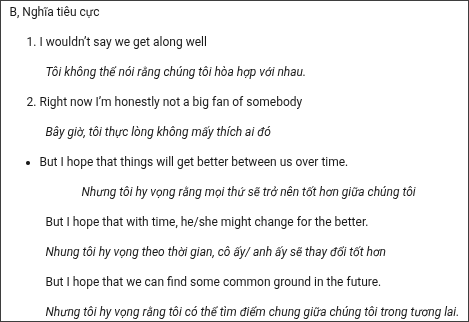 B, Nghĩa tiêu cực
1. I wouldn't say we get along well
Tôi không thể nói rằng chúng tôi hòa hợp với nhau.
2. Right now I'm honestly not a big fan of somebody
Bây giờ, tôi thực lòng không mấy thích ai đó
• But I hope that things will get better between us over time.
Nhưng tôi hy vọng rằng mọi thứ sẽ trở nên tốt hơn giữa chúng tôi
But I hope that with time, he/she might change for the better.
Nhung tôi hy vọng theo thời gian, cô ấy/ anh ấy sẽ thay đổi tốt hơn
But I hope that we can find some common ground in the future.
Nhưng tôi hy vọng rằng tôi có thể tìm điểm chung giữa chúng tôi trong tương lai.